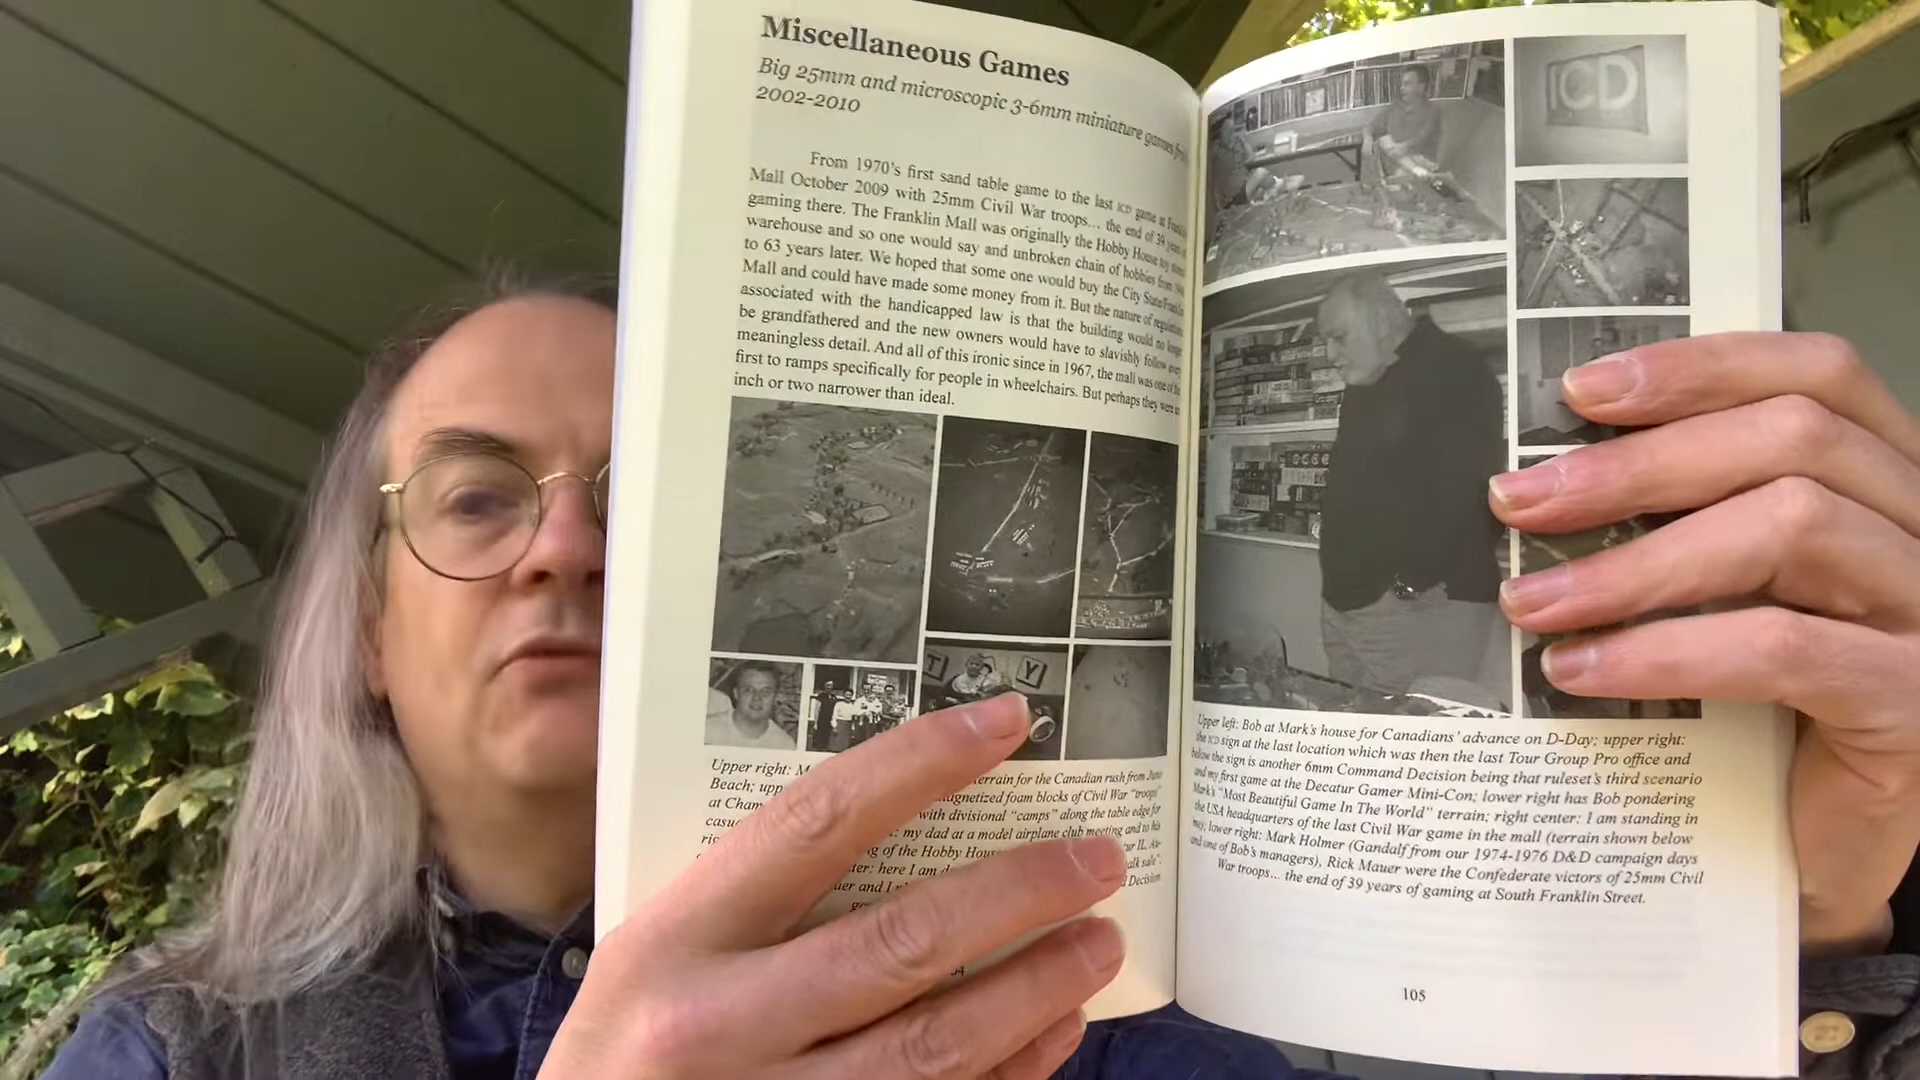 Miscellaneous Games
Big 25mm and microscopic 3-6mm miniature games
2002-2010
From 1970's first sand table game to the last ICD game at
Mall October 2009 with 25mm Civil War troops... the end of 39
gaming there. The Franklin Mall was originally the Hobby House toy
warehouse and so one would say and unbroken chain of hobbies from
to 63 years later. We hoped that some one would buy the City State
Mall and could have made some money from it. But the nature of
associated with the handicapped law is that the building would no
be grandfathered and the new owners would have to slavishly follow
meaningless detail. And all of this ironic since in 1967, the mall was one of
first to ramps specifically for people in wheelchairs. But perhaps they were
inch or two narrower than ideal.
T Y
Upper right: terrain for the Canadian rush from Juno
Beach; magnetized foam blocks of Civil War "troops"
at with divisional "camps" along the table edge for
my dad at a model airplane club meeting and to his
of the Hobby
here I am
and I Decision
ICD
Upper left: Bob at Mark's house for Canadians' advance on D-Day; upper right:
the ICD sign at the last location which was then the last Tour Group Pro office and
below the sign is another 6mm Command Decision being that ruleset's third scenario
and my first game at the Decatur Gamer Mini-Con; lower right has Bob pondering
Mark's "Most Beautiful Game In The World" terrain; right center: I am standing in
the USA headquarters of the last Civil War game in the mall (terrain shown below
me); lower right: Mark Holmer (Gandalf from our 1974-1976 D&D campaign days
and one of Bob's managers), Rick Mauer were the Confederate victors of 25mm Civil
War troops... the end of 39 years of gaming at South Franklin Street.
105